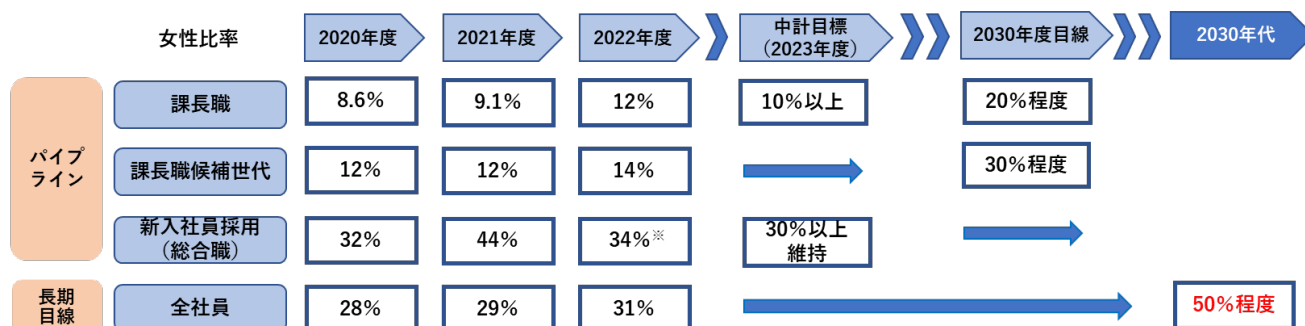 女性比率
2020年度
2021年度
2022年度
中計目標
（2023年度）
2030年度目線
2030年代
パイプ
ライン
課長職
8.6%
9.1%
12%
10%以上
20%程度
課長職候補世代
12%
12%
14%
30%程度
新入社員採用
（総合職）
32%
44%
34%※
30%以上
維持
長期
目線
全社員
28%
29%
31%
50%程度